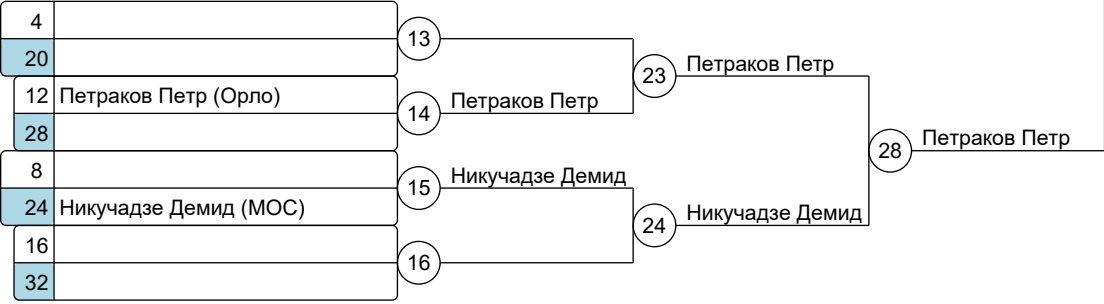 4
20
13
12 Петраков Петр (Орло)
28
14 Петраков Петр
23 Петраков Петр
8
24 Никучадзе Демид (МОС)
15 Никучадзе Демид
16
32
16
24 Никучадзе Демид
28 Петраков Петр